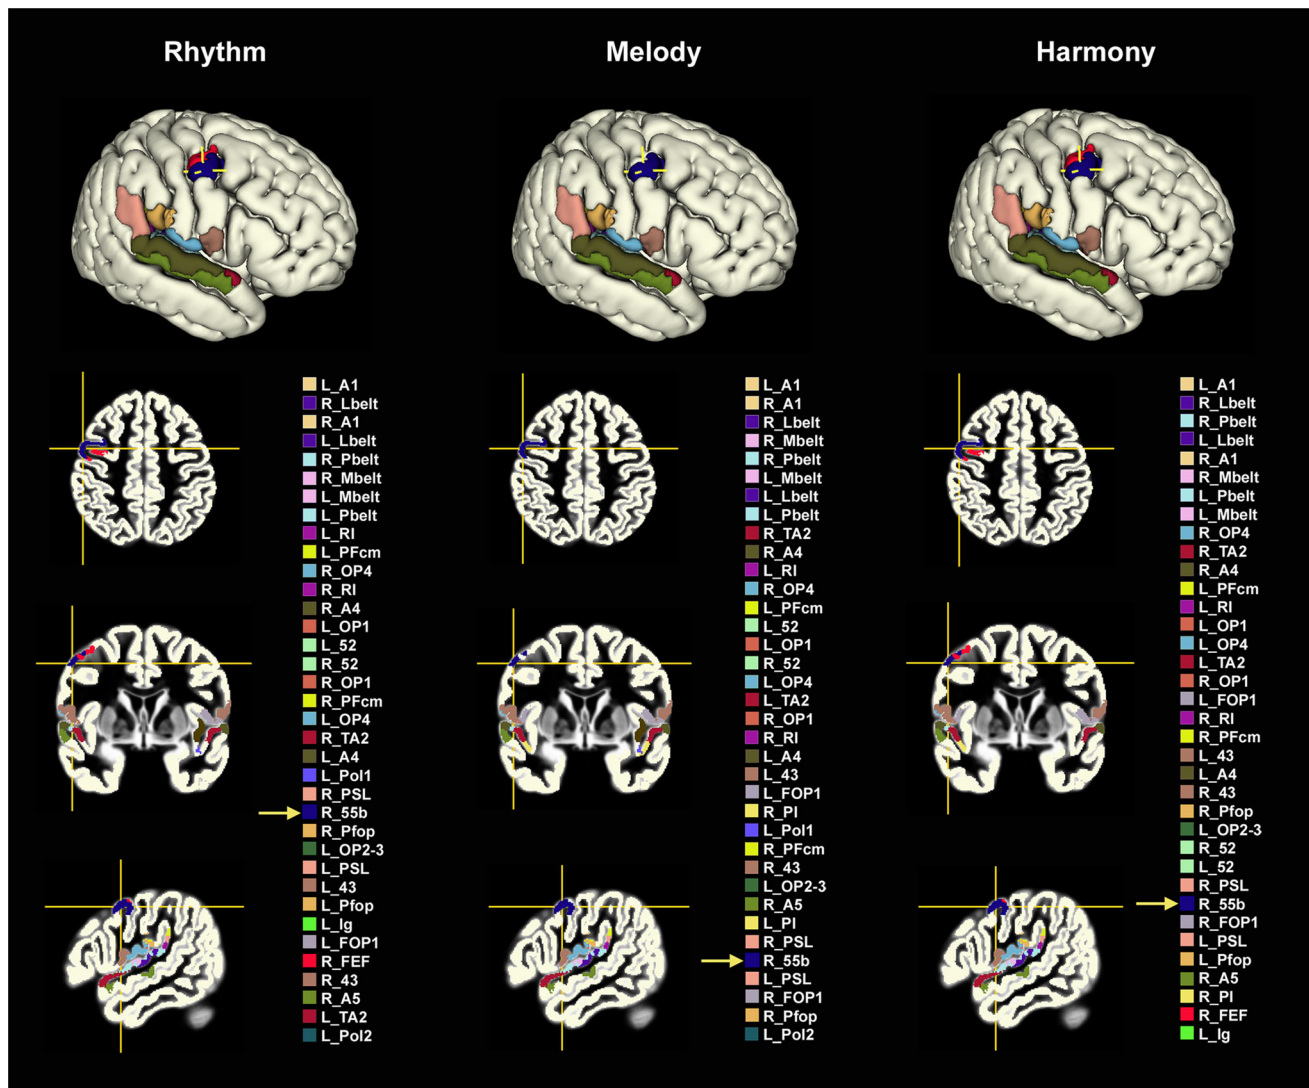 Rhythm
L_A1
R_Lbelt
R_A1
L_Lbelt
R_Pbelt
R_Mbelt
L_Mbelt
L_Pbelt
L_RI
L_PFcm
R_OP4
R_RI
R_A4
L_OP1
L_52
R_52
R_OP1
R_PFcm
L_OP4
R_TA2
L_A4
L_Pol1
R_PSL
R_55b
R_Pfop
L_OP2-3
L_PSL
L_43
L_Pfop
L_Ig
L_FOP1
R_FEF
R_43
R_A5
L_TA2
L_Pol2
Melody
L_A1
R_A1
R_Lbelt
R_Mbelt
R_Pbelt
L_Mbelt
L_Lbelt
L_Pbelt
R_TA2
R_A4
L_RI
R_OP4
L_PFcm
L_52
L_OP1
R_52
L_OP4
L_TA2
R_OP1
R_RI
L_A4
L_43
L_FOP1
R_PI
L_Pol1
R_PFcm
R_43
L_OP2-3
R_A5
L_PI
R_PSL
R_55b
L_PSL
R_FOP1
R_Pfop
L_Pol2
Harmony
L_A1
R_Lbelt
R_Pbelt
L_Lbelt
R_A1
R_Mbelt
L_Pbelt
L_Mbelt
R_OP4
R_TA2
R_A4
L_PFcm
L_RI
L_OP1
L_OP4
L_TA2
R_OP1
L_FOP1
R_RI
R_PFcm
L_43
L_A4
R_43
R_Pfop
L_OP2-3
R_52
L_52
R_PSL
R_55b
R_FOP1
L_PSL
L_Pfop
R_A5
R_PI
R_FEF
L_Ig